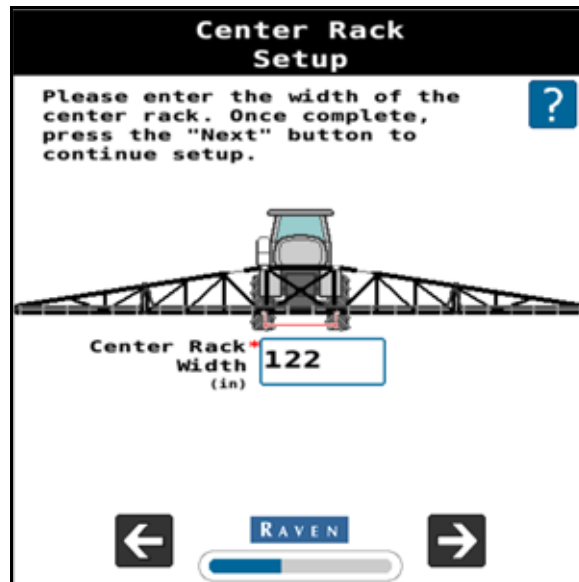 Center Rack
Setup
Please enter the width of the
center rack. Once complete,
press the "Next" button to
continue setup.
?
Center Rack*
Width
(in)
122
RAVEN